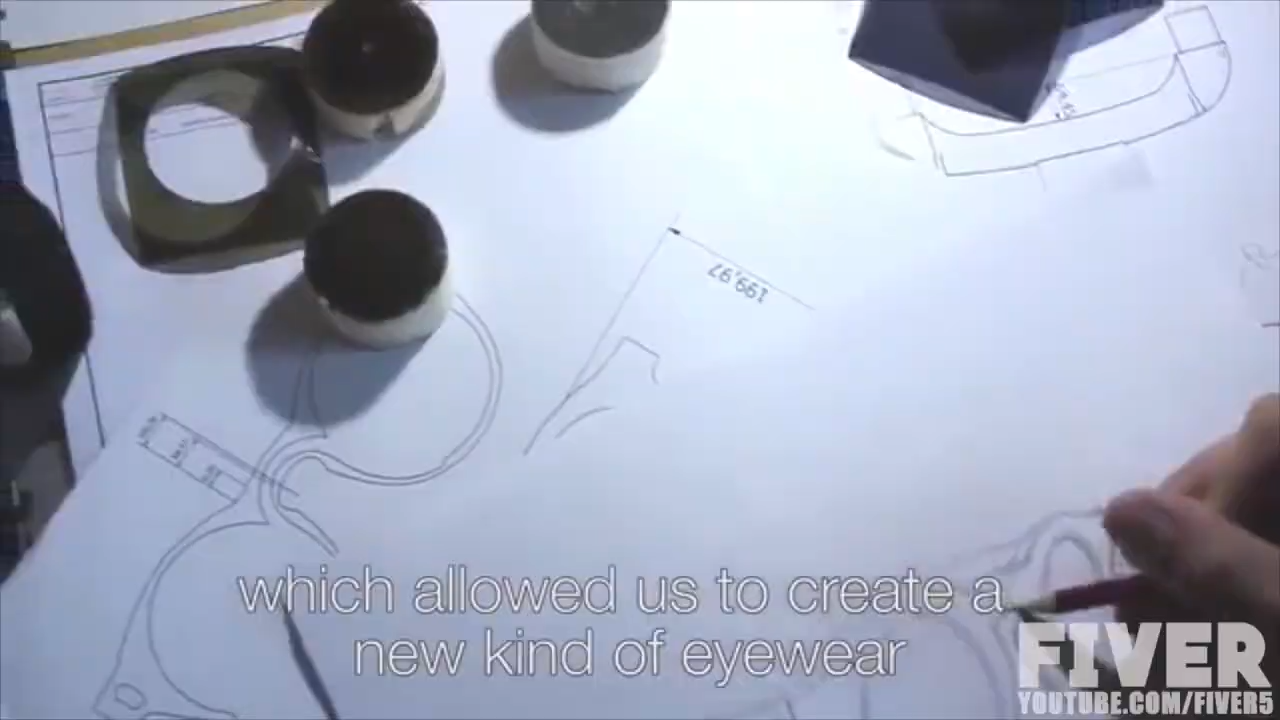 199,97
which allowed us to create a
new kind of eyewear
FIVER
YOUTUBE.COM/FIVER5